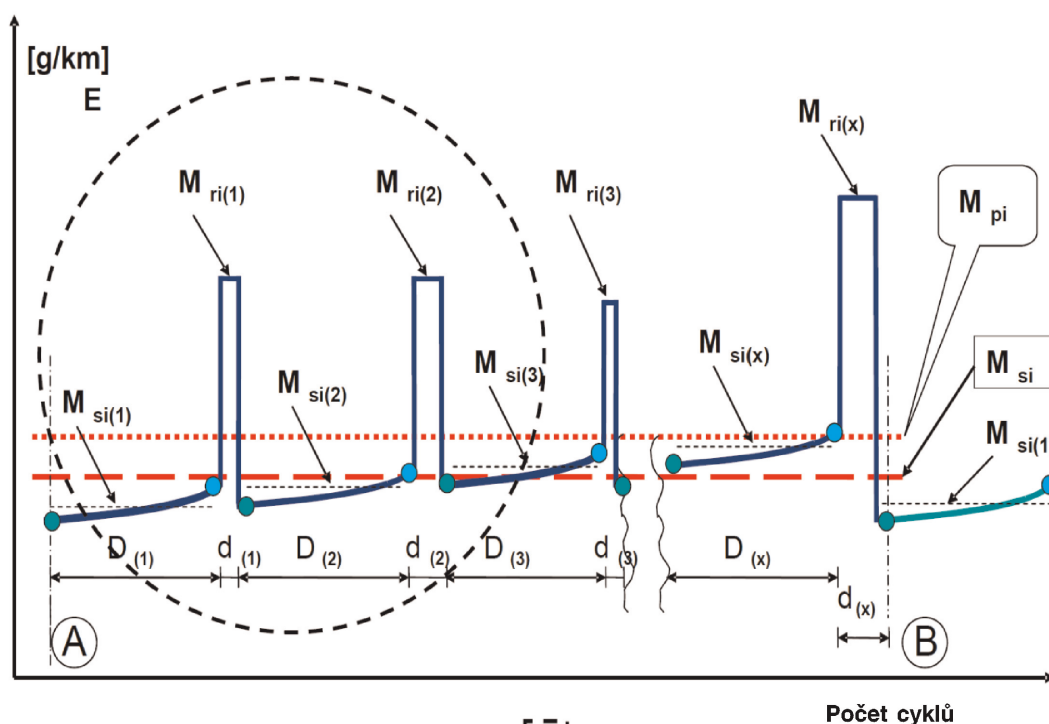 [g/km]
E
M ri(1)
M ri(2)
M ri(3)
M ri(x)
M pi
M si(1)
M si(2)
M si(3)
M si(x)
M si
M si(1
D (1)
d (1)
D (2)
d (2)
D (3)
d (3)
D (x)
d (x)
A
B
Počet cyklů